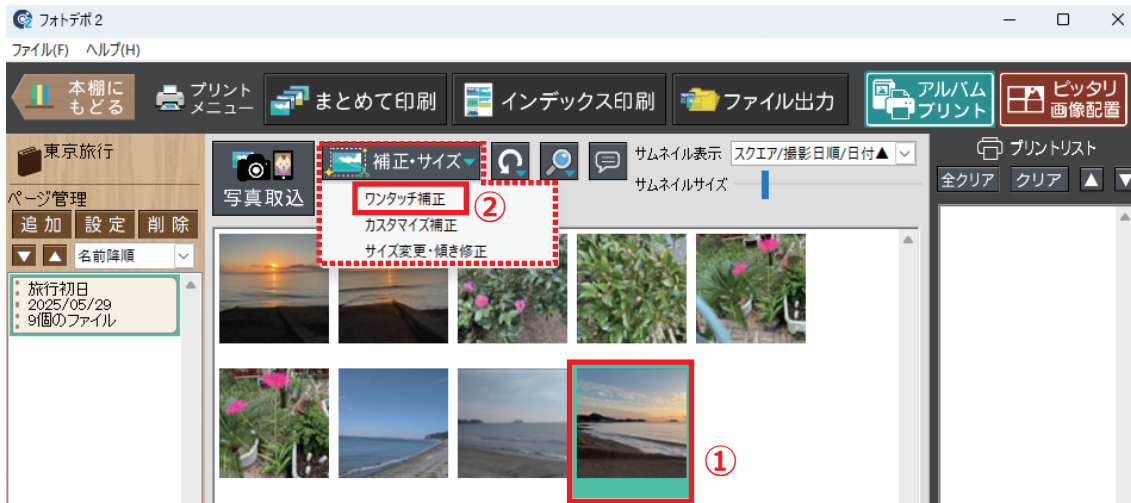 フォトデポ2
ファイル(F) ヘルプ(H)
本棚に
もどる
プリント
メニュー
まとめて印刷
インデックス印刷
ファイル出力
アルバム
プリント
ピッタリ
画像配置
東京旅行
ページ管理
追加 設定 削除
▼ ▲ 名前降順
旅行初日
2025/05/29
9個のファイル
写真取込
補正・サイズ▼
サムネイル表示 スクエア/撮影日順/日付▲
サムネイルサイズ
ワンタッチ補正
②
カスタマイズ補正
サイズ変更・傾き修正
①
プリントリスト
全クリア クリア ▲ ▼